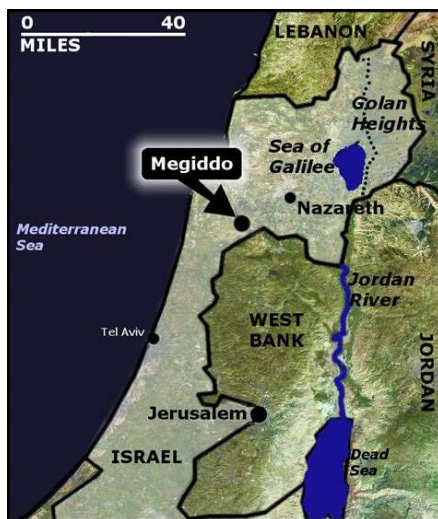 0 40
MILES
LEBANON
SYRIA
Golan
Heights
Sea of
Galilee
Megiddo
Nazareth
Mediterranean
Sea
Jordan
River
WEST
BANK
Tel Aviv
JORDAN
Jerusalem
ISRAEL
Dead
Sea